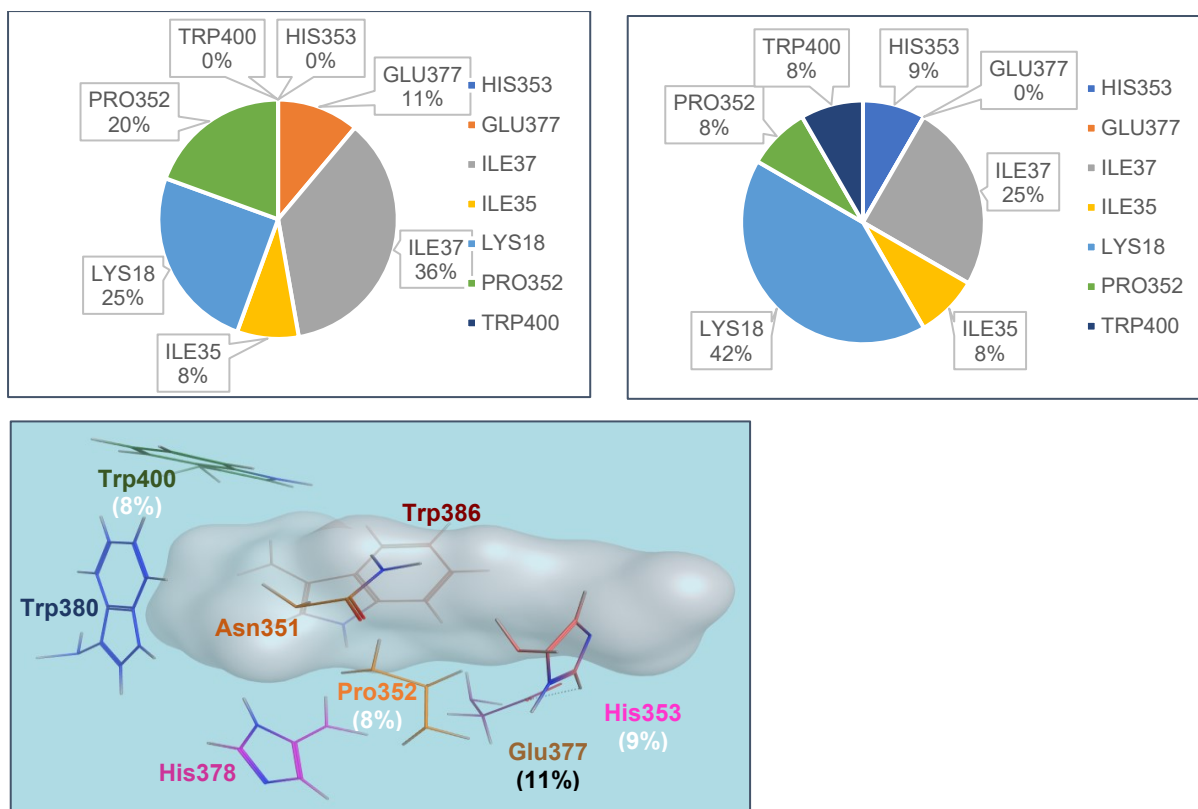 TRP400
0%
HIS353
0%
GLU377
11%
PRO352
20%
ILE37
36%
LYS18
25%
ILE35
8%
HIS353
GLU377
ILE37
ILE35
LYS18
PRO352
TRP400
TRP400
8%
HIS353
9%
GLU377
0%
PRO352
8%
ILE37
25%
LYS18
42%
ILE35
8%
HIS353
GLU377
ILE37
ILE35
LYS18
PRO352
TRP400
Trp400
(8%)
Trp386
Trp380
Asn351
Pro352
(8%)
His353
(9%)
Glu377
(11%)
His378